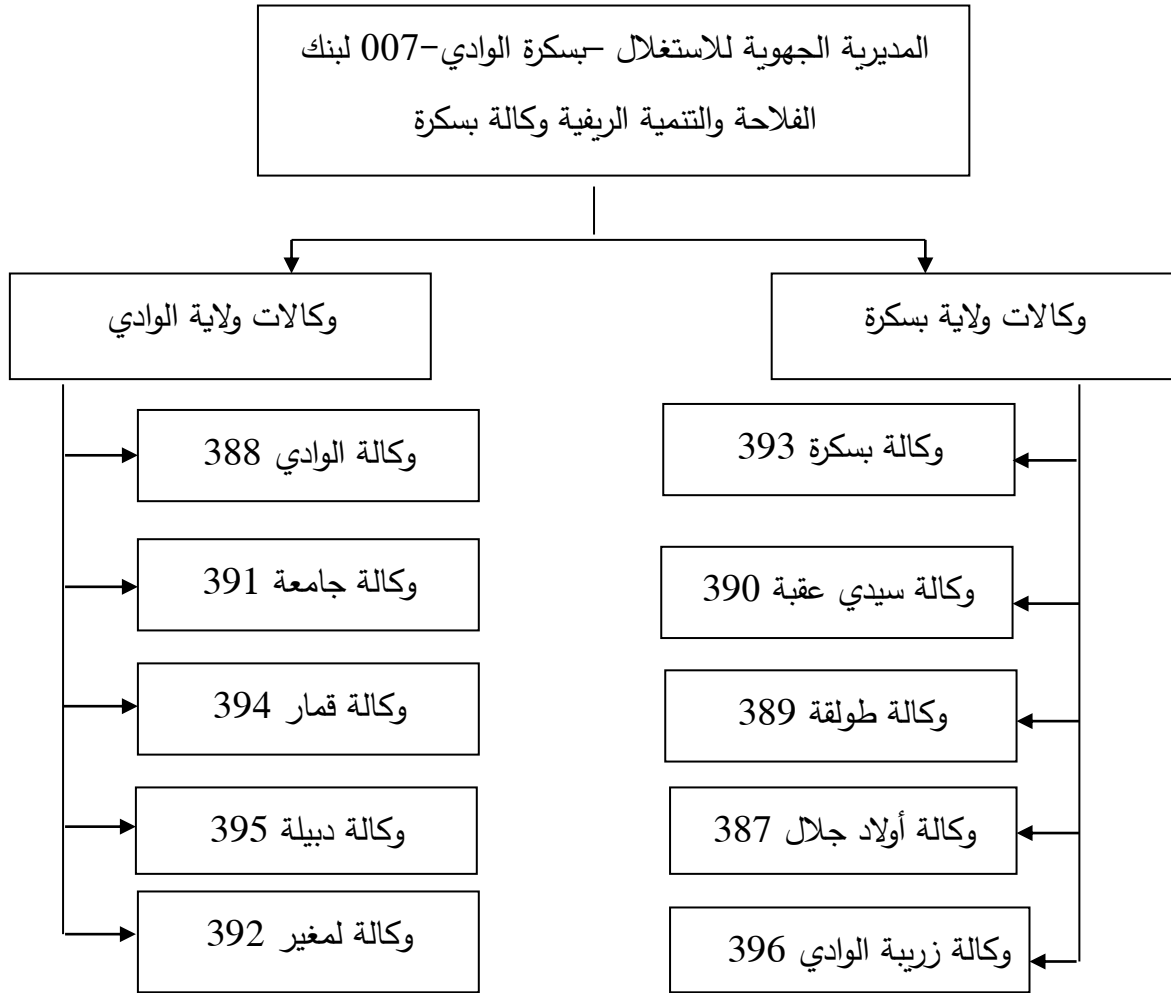 المديرية الجهوية للاستغلال –بسكرة الوادي-007 لبنك
الفلاحة والتنمية الريفية وكالة بسكرة
وكالات ولاية بسكرة
وكالة بسكرة 393
وكالة سيدي عقبة 390
وكالة طولقة 389
وكالة أولاد جلال 387
وكالة زريبة الوادي 396
وكالات ولاية الوادي
وكالة الوادي 388
وكالة جامعة 391
وكالة قمار 394
وكالة دبيلة 395
وكالة لمغير 392